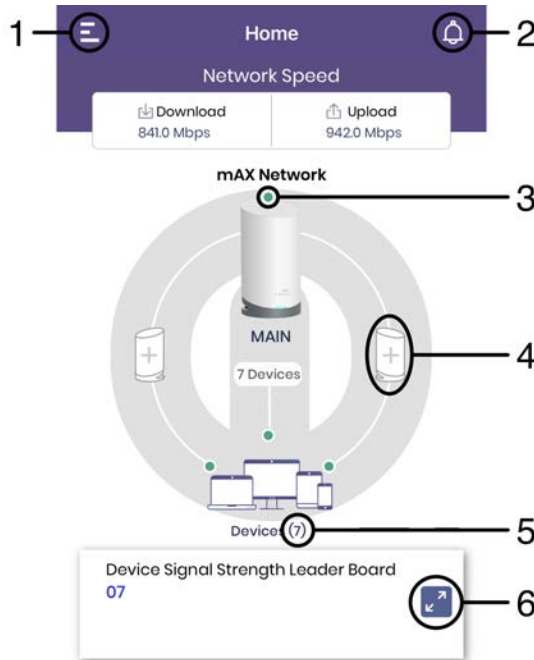 1
Home
2
Network Speed
Download
Upload
841.0 Mbps
942.0 Mbps
mAX Network
3
MAIN
4
7 Devices
Devices (7)
5
Device Signal Strength Leader Board
07
6